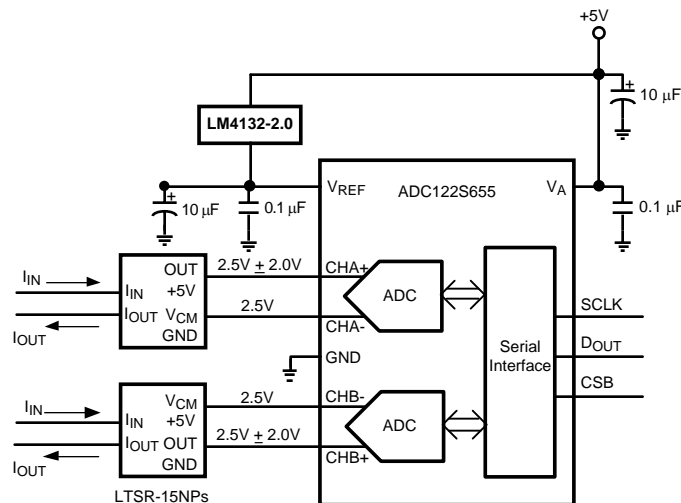 +5V
+
10 µF
LM4132-2.0
VREF
ADC122S655
VA
+
10 µF
0.1 µF
0.1 µF
IIN
IIN
IOUT
IOUT
OUT
+5V
VCM
GND
2.5V ± 2.0V
2.5V
CHA+
CHA-
ADC
GND
Serial
Interface
SCLK
DOUT
CSB
IIN
IIN
IOUT
IOUT
VCM
+5V
OUT
GND
2.5V
2.5V ± 2.0V
CHB-
CHB+
ADC
LTSR-15NPs